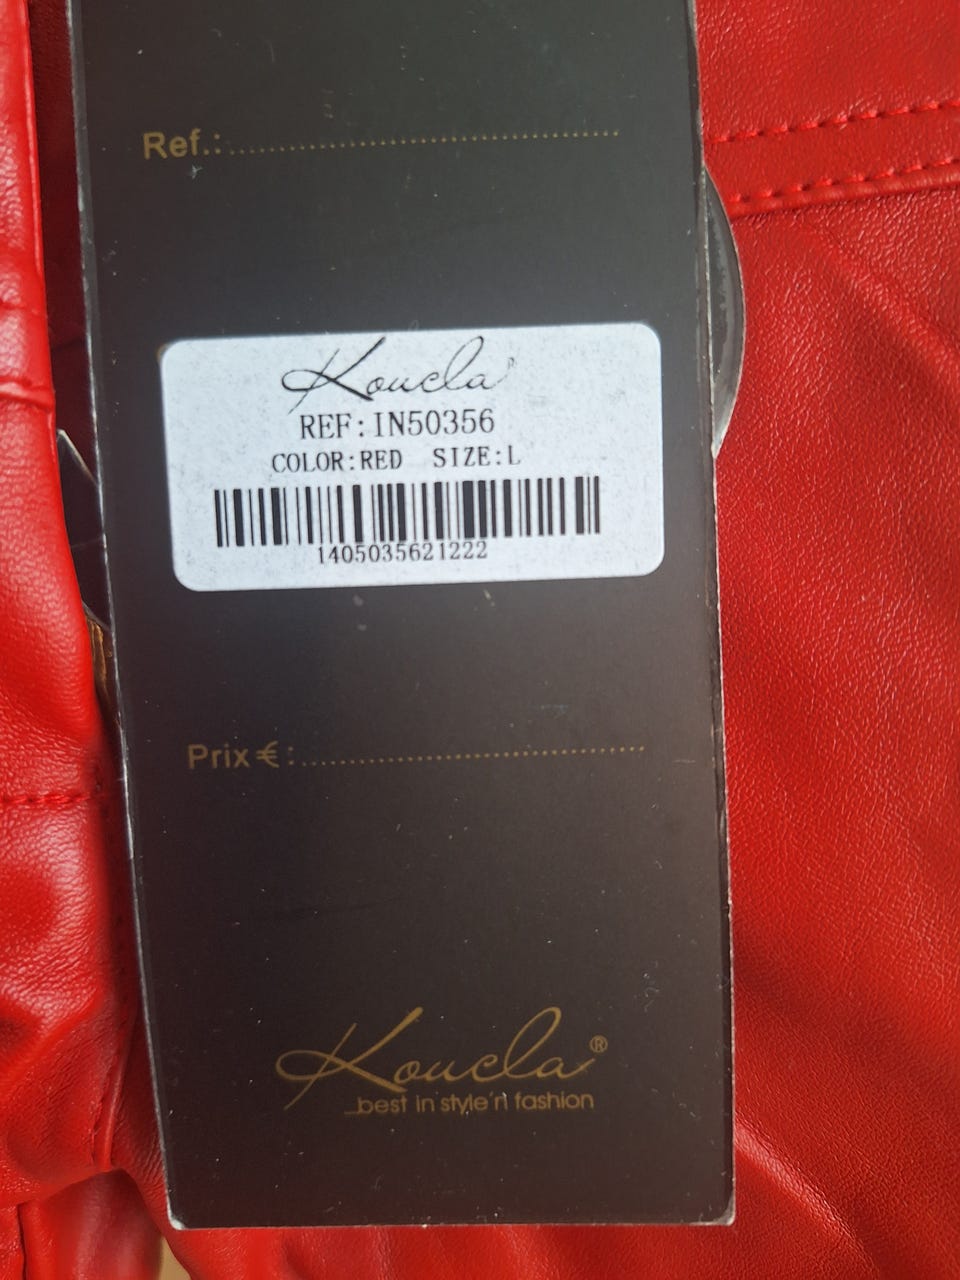 Ref.:
Koucla®
REF:IN50356
COLOR:RED SIZE:L
1405035621222
Prix €:
Koucla®
...best in style'n fashion